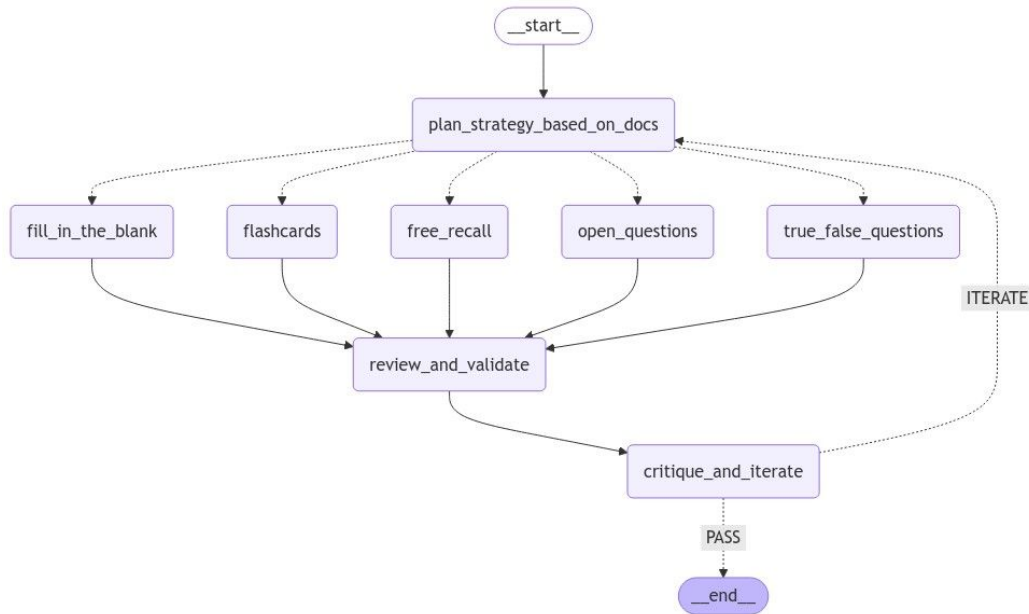 __start__
plan_strategy_based_on_docs
fill_in_the_blank
flashcards
free_recall
open_questions
true_false_questions
ITERATE
review_and_validate
critique_and_iterate
PASS
__end__